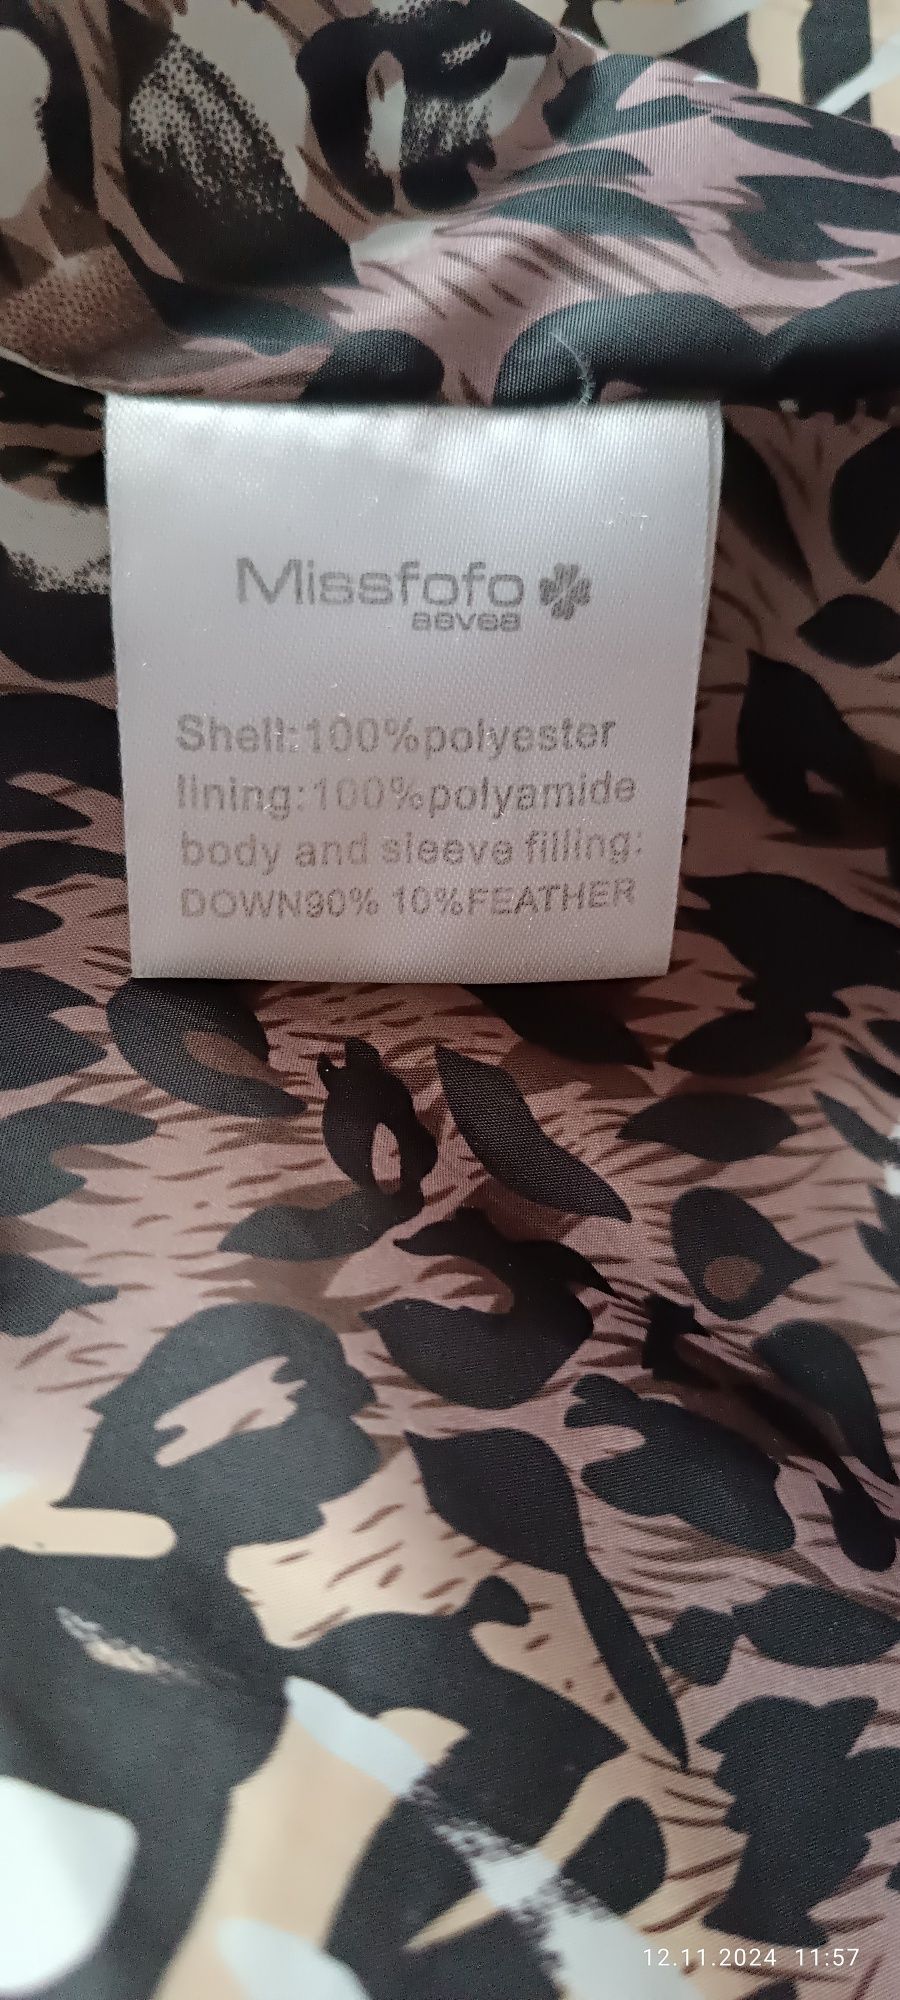 Missfofo
aevea
Shell:100%polyester
lining:100%polyamide
body and sleeve filling:
DOWN90% 10%FEATHER
12.11.2024 11:57